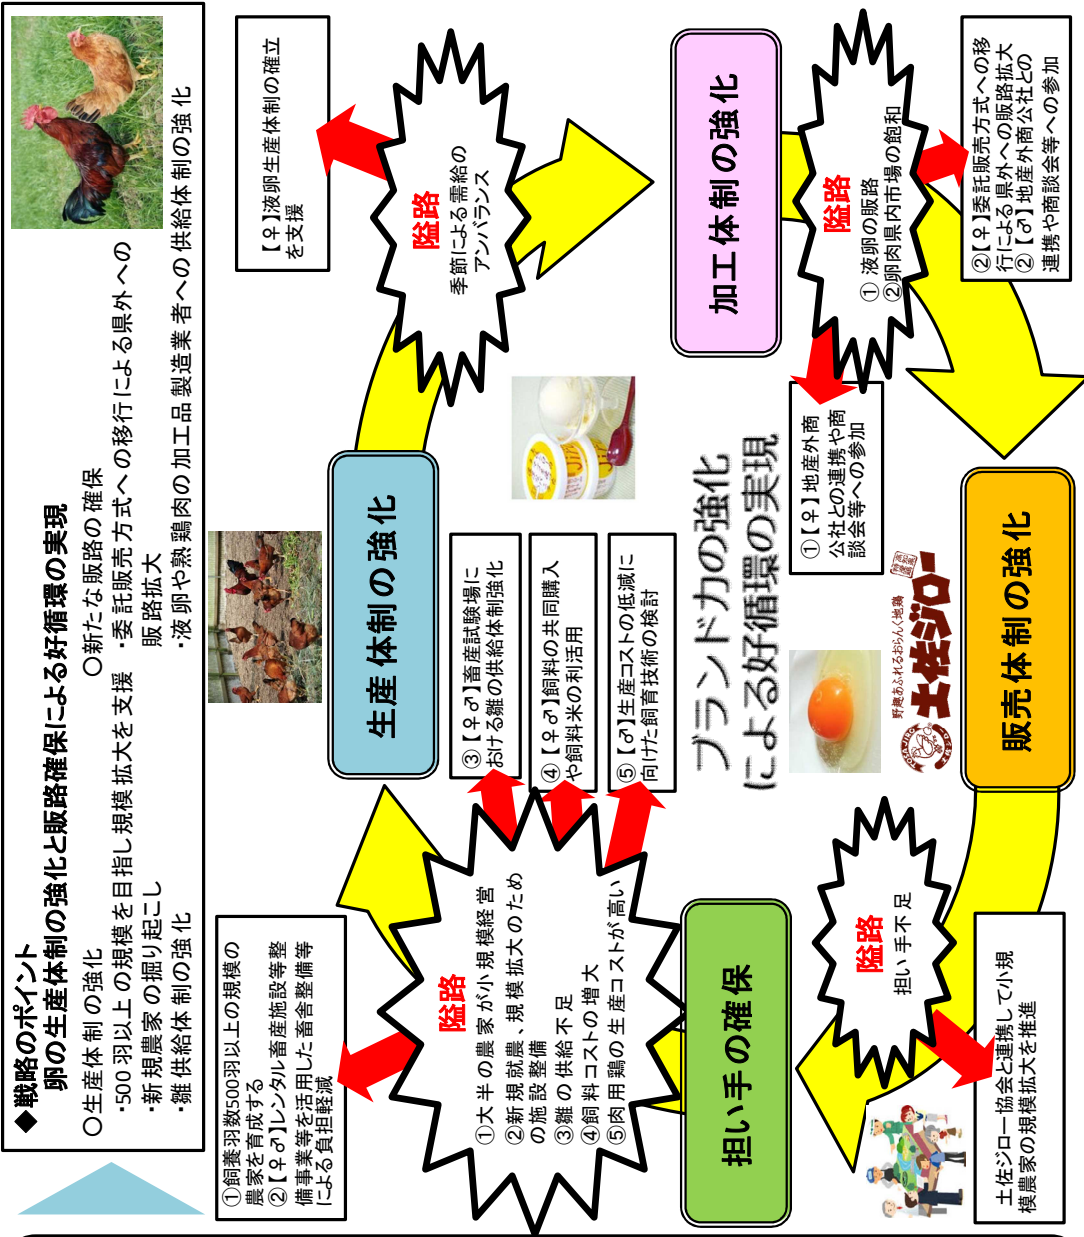 ◆戦略のポイント
卵の生産体制の強化と販路確保による好循環の実現
○生産体制の強化
・500羽以上の規模を目指し規模拡大を支援
・新規農家の掘り起こし
・雛供給体制の強化
○新たな販路の確保
・委託販売方式への移行による県外への
販路拡大
・液卵や熟鶏肉の加工品製造業者への供給体制の強化
①飼養羽数500羽以上の規模の
農家を育成する
②【♀♂】レンタル畜産施設等整
備事業等を活用した畜舎整備等
による負担軽減
隘路
①大半の農家が小規模経営
②新規就農、規模拡大のため
の施設整備
③雛の供給不足
④飼料コストの増大
⑤肉用鶏の生産コストが高い
生産体制の強化
③【♀♂】畜産試験場に
おける雛の供給体制強化
④【♀♂】飼料の共同購入
や飼料米の利活用
⑤【♂】生産コストの低減に
向けた飼育技術の検討
【♀】液卵生産体制の確立
を支援
隘路
季節による需給の
アンバランス
加工体制の強化
隘路
① 液卵の販路
②卵肉県内市場の飽和
②【♀】委託販売方式への移
行による県外への販路拡大
②【♂】地産外商公社との
連携や商談会等への参加
①【♀】地産外商
公社との連携や商
談会等への参加
ブランド力の強化
による好循環の実現
野趣あふれるおらんく地鶏
土佐ジロー
販売体制の強化
隘路
担い手不足
土佐ジロー協会と連携して小規
模農家の規模拡大を推進
担い手の確保